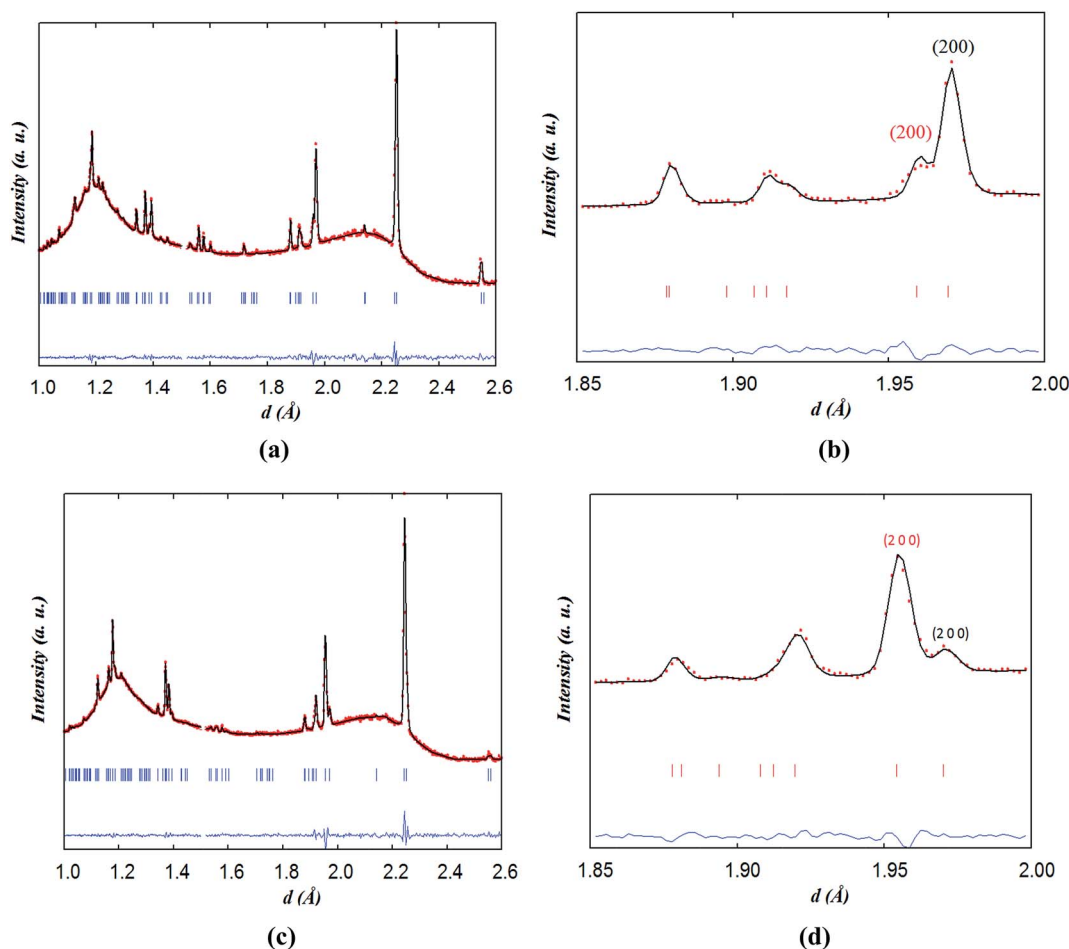 Intensity (a. u.)
1.0 1.2 1.4 1.6 1.8 2.0 2.2 2.4 2.6
d (Å)
(a)
(200)
(200)
Intensity (a. u.)
1.85 1.90 1.95 2.00
d (Å)
(b)
Intensity (a. u.)
1.0 1.2 1.4 1.6 1.8 2.0 2.2 2.4 2.6
d (Å)
(c)
(2 0 0)
(2 0 0)
Intensity (a. u.)
1.85 1.90 1.95 2.00
d (Å)
(d)